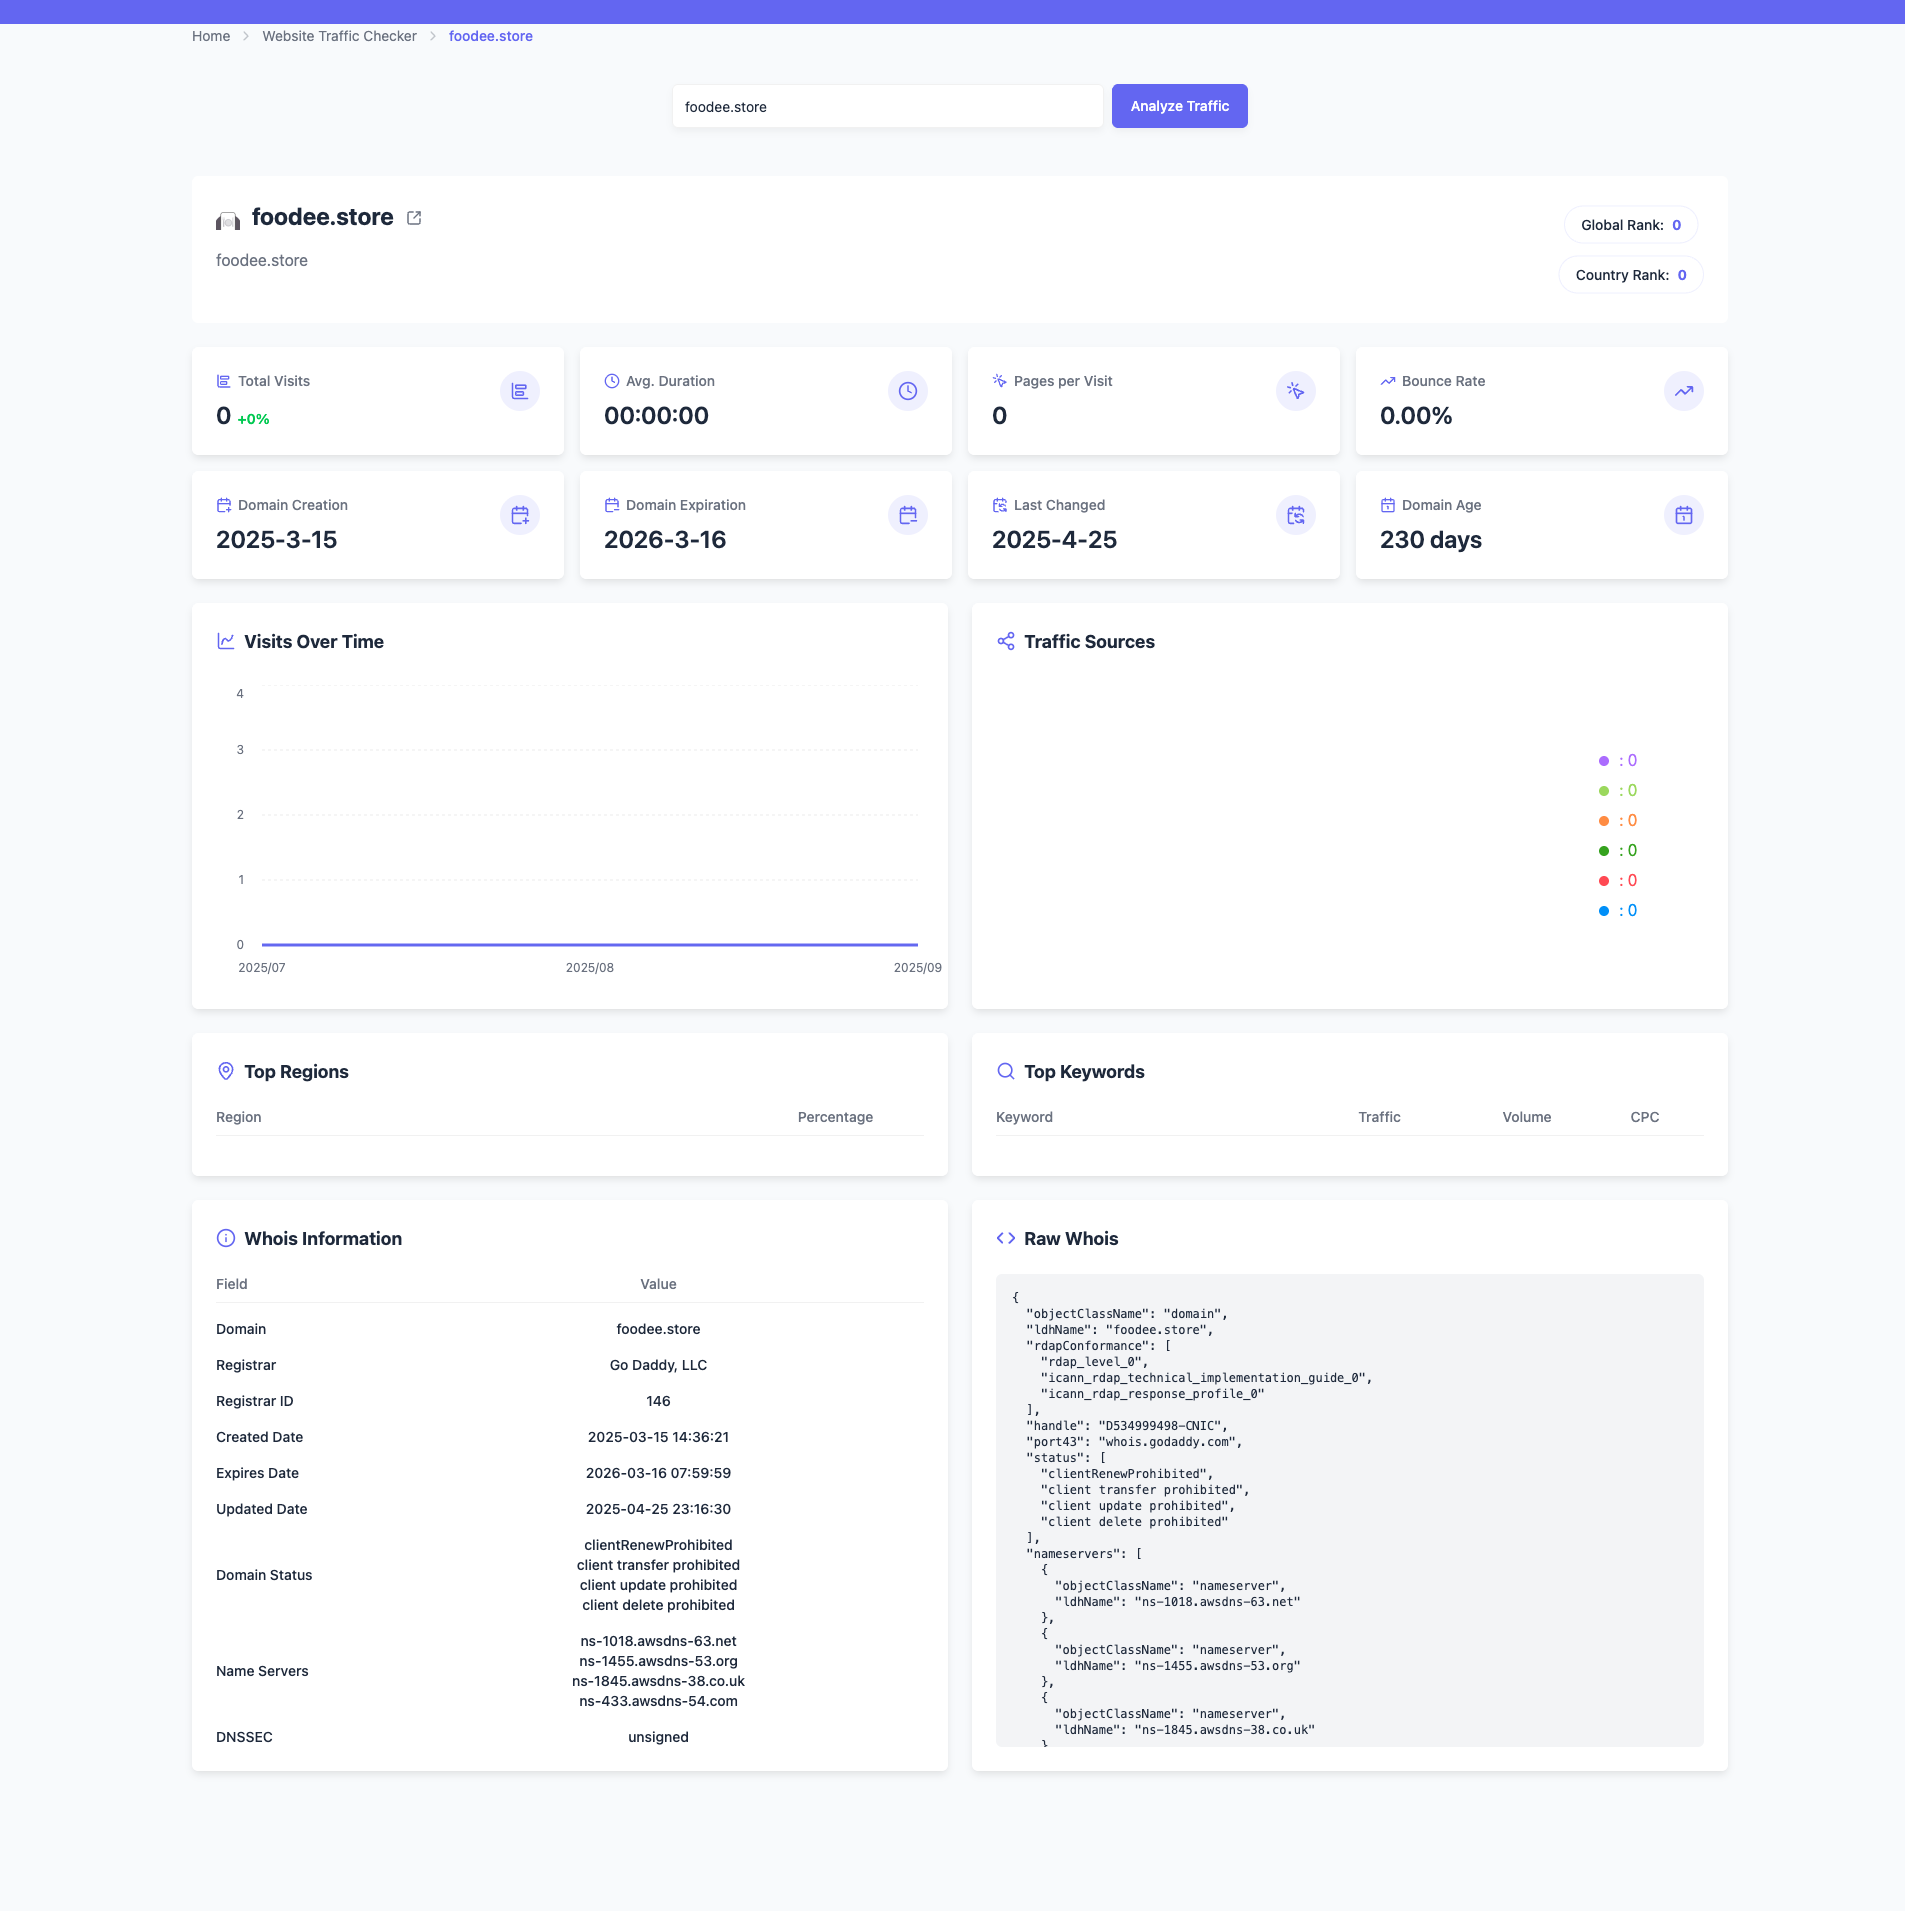 Home
Website Traffic Checker
foodee.store
foodee.store
Analyze Traffic
foodee.store
foodee.store
Global Rank: 0
Country Rank: 0
Total Visits
0 +0%
Avg. Duration
00:00:00
Pages per Visit
0
Bounce Rate
0.00%
Domain Creation
2025-3-15
Domain Expiration
2026-3-16
Last Changed
2025-4-25
Domain Age
230 days
Visits Over Time
4
3
2
1
0
2025/07
2025/08
2025/09
Traffic Sources
: 0
: 0
: 0
: 0
: 0
: 0
Top Regions
Region Percentage
Top Keywords
Keyword Traffic Volume CPC
Whois Information
Field Value
Domain foodee.store
Registrar Go Daddy, LLC
Registrar ID 146
Created Date 2025-03-15 14:36:21
Expires Date 2026-03-16 07:59:59
Updated Date 2025-04-25 23:16:30
Domain Status
clientRenewProhibited
client transfer prohibited
client update prohibited
client delete prohibited
Name Servers
ns-1018.awsdns-63.net
ns-1455.awsdns-53.org
ns-1845.awsdns-38.co.uk
ns-433.awsdns-54.com
DNSSEC unsigned
Raw Whois
{
"objectClassName": "domain",
"ldhName": "foodee.store",
"rdapConformance": [
"rdap_level_0",
"icann_rdap_technical_implementation_guide_0",
"icann_rdap_response_profile_0"
],
"handle": "D534999498-CNIC",
"port43": "whois.godaddy.com",
"status": [
"clientRenewProhibited",
"client transfer prohibited",
"client update prohibited",
"client delete prohibited"
],
"nameservers": [
{
"objectClassName": "nameserver",
"ldhName": "ns-1018.awsdns-63.net"
},
{
"objectClassName": "nameserver",
"ldhName": "ns-1455.awsdns-53.org"
},
{
"objectClassName": "nameserver",
"ldhName": "ns-1845.awsdns-38.co.uk"
}